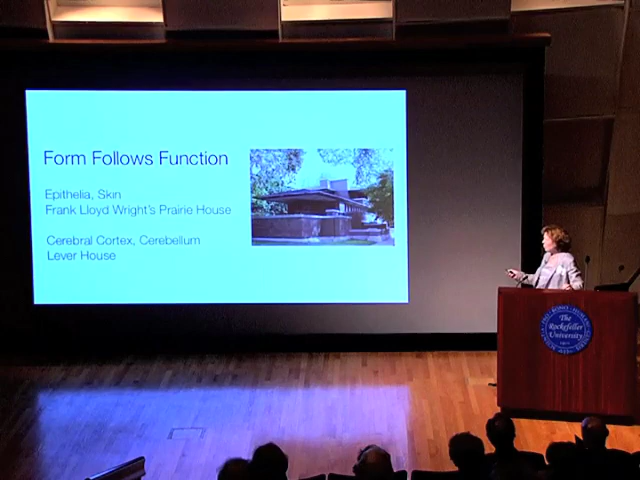 Form Follows Function
Epithelia, Skin
Frank Lloyd Wright's Prairie House
Cerebral Cortex, Cerebellum
Lever House
The
Rockefeller
University